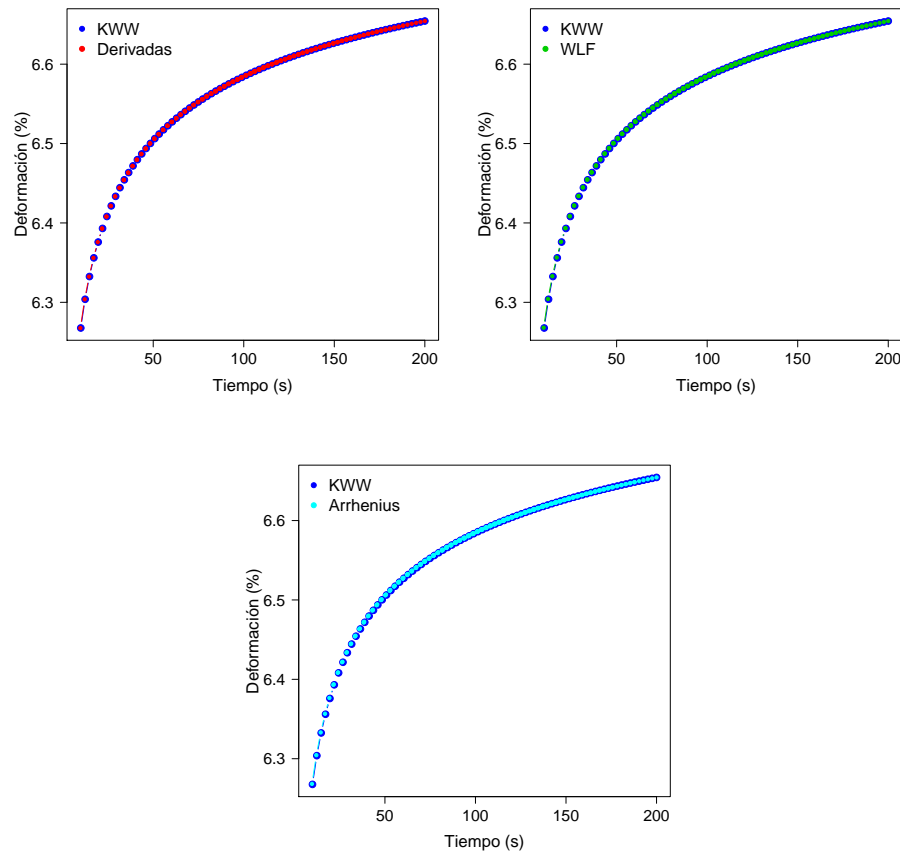 KWW
Derivadas
6.6
6.5
6.4
6.3
Deformación (%)
50
100
150
200
Tiempo (s)
KWW
WLF
6.6
6.5
6.4
6.3
Deformación (%)
50
100
150
200
Tiempo (s)
KWW
Arrhenius
6.6
6.5
6.4
6.3
Deformación (%)
50
100
150
200
Tiempo (s)